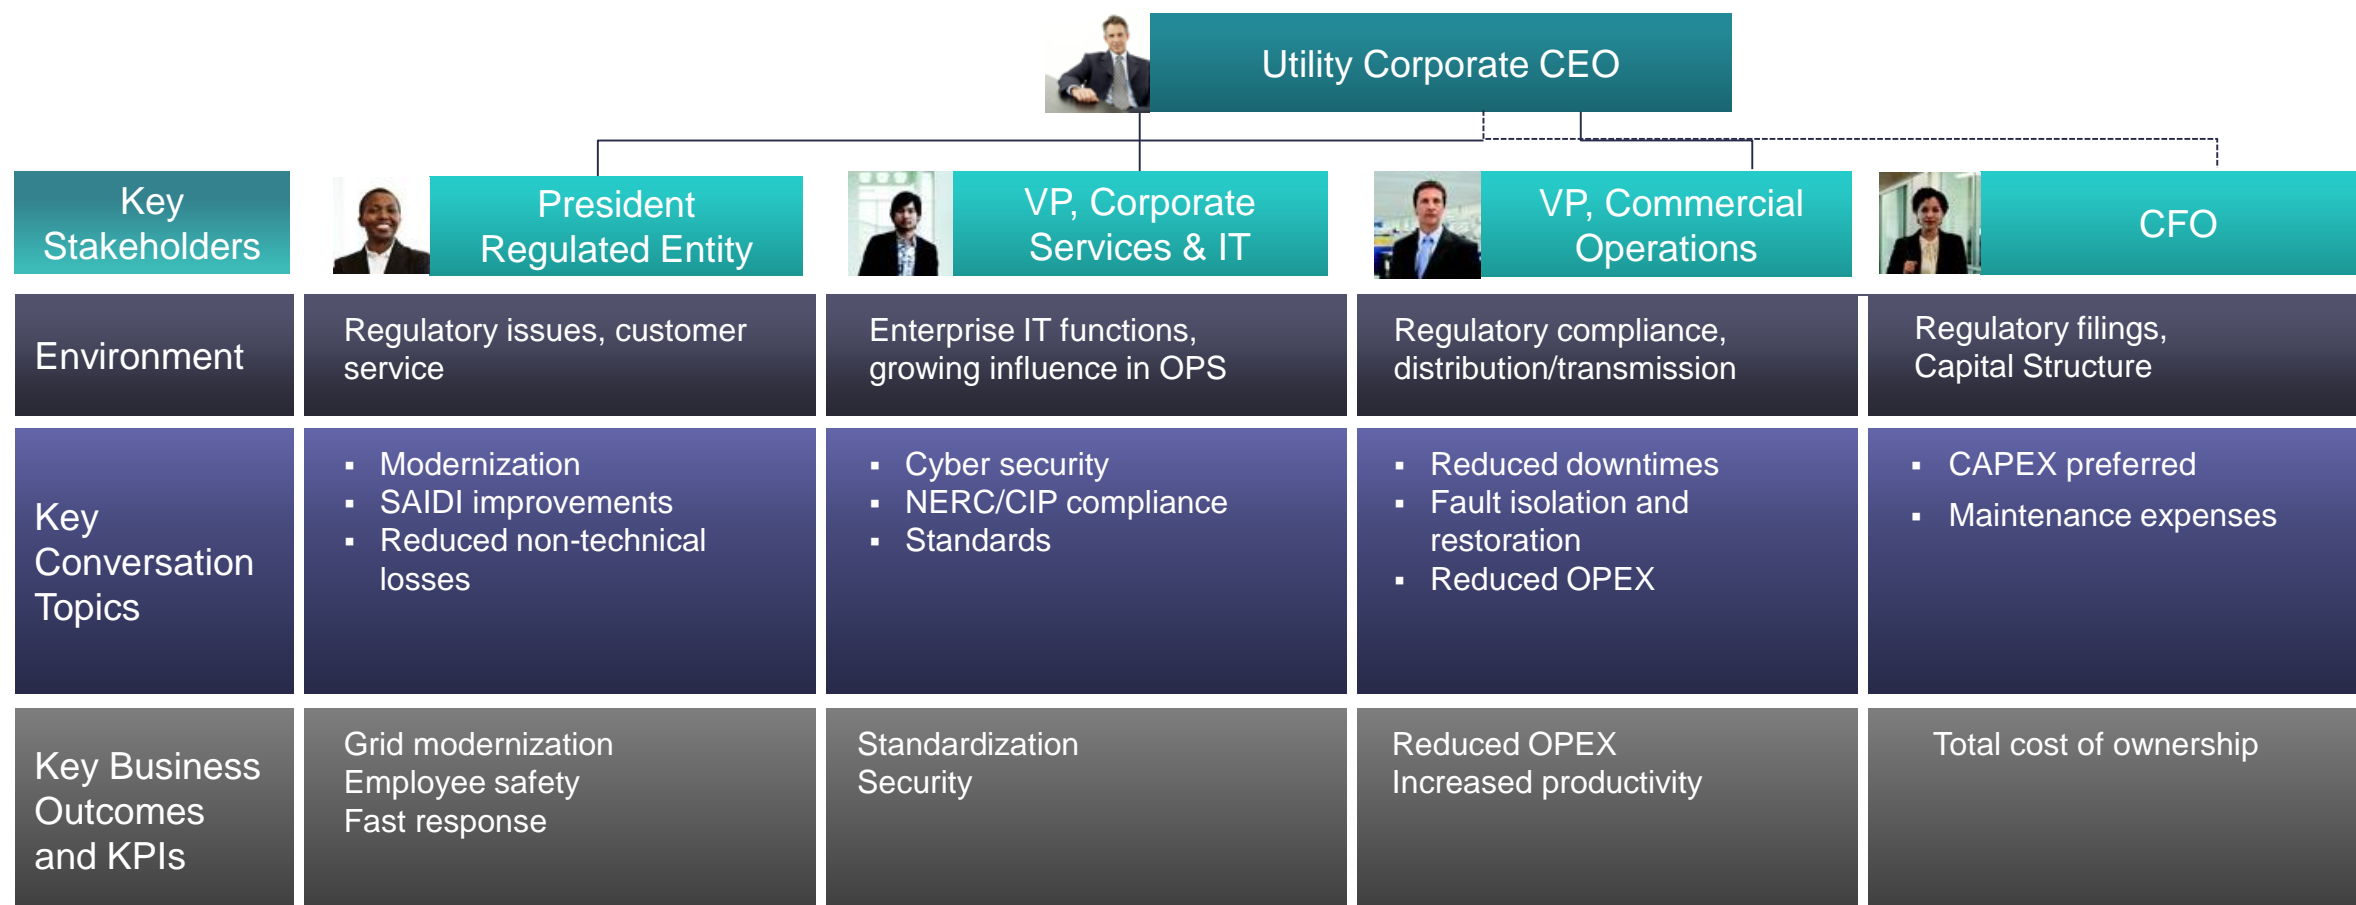 Utility Corporate CEO
Key
Stakeholders
President
Regulated Entity
VP, Corporate
Services & IT
VP, Commercial
Operations
CFO
Environment
Regulatory issues, customer
service
Enterprise IT functions,
growing influence in OPS
Regulatory compliance,
distribution/transmission
Regulatory filings,
Capital Structure
Key
Conversation
Topics
▪ Modernization
▪ SAIDI improvements
▪ Reduced non-technical
losses
▪ Cyber security
▪ NERC/CIP compliance
▪ Standards
▪ Reduced downtimes
▪ Fault isolation and
restoration
▪ Reduced OPEX
▪ CAPEX preferred
▪ Maintenance expenses
Key Business
Outcomes
and KPIs
Grid modernization
Employee safety
Fast response
Standardization
Security
Reduced OPEX
Increased productivity
Total cost of ownership